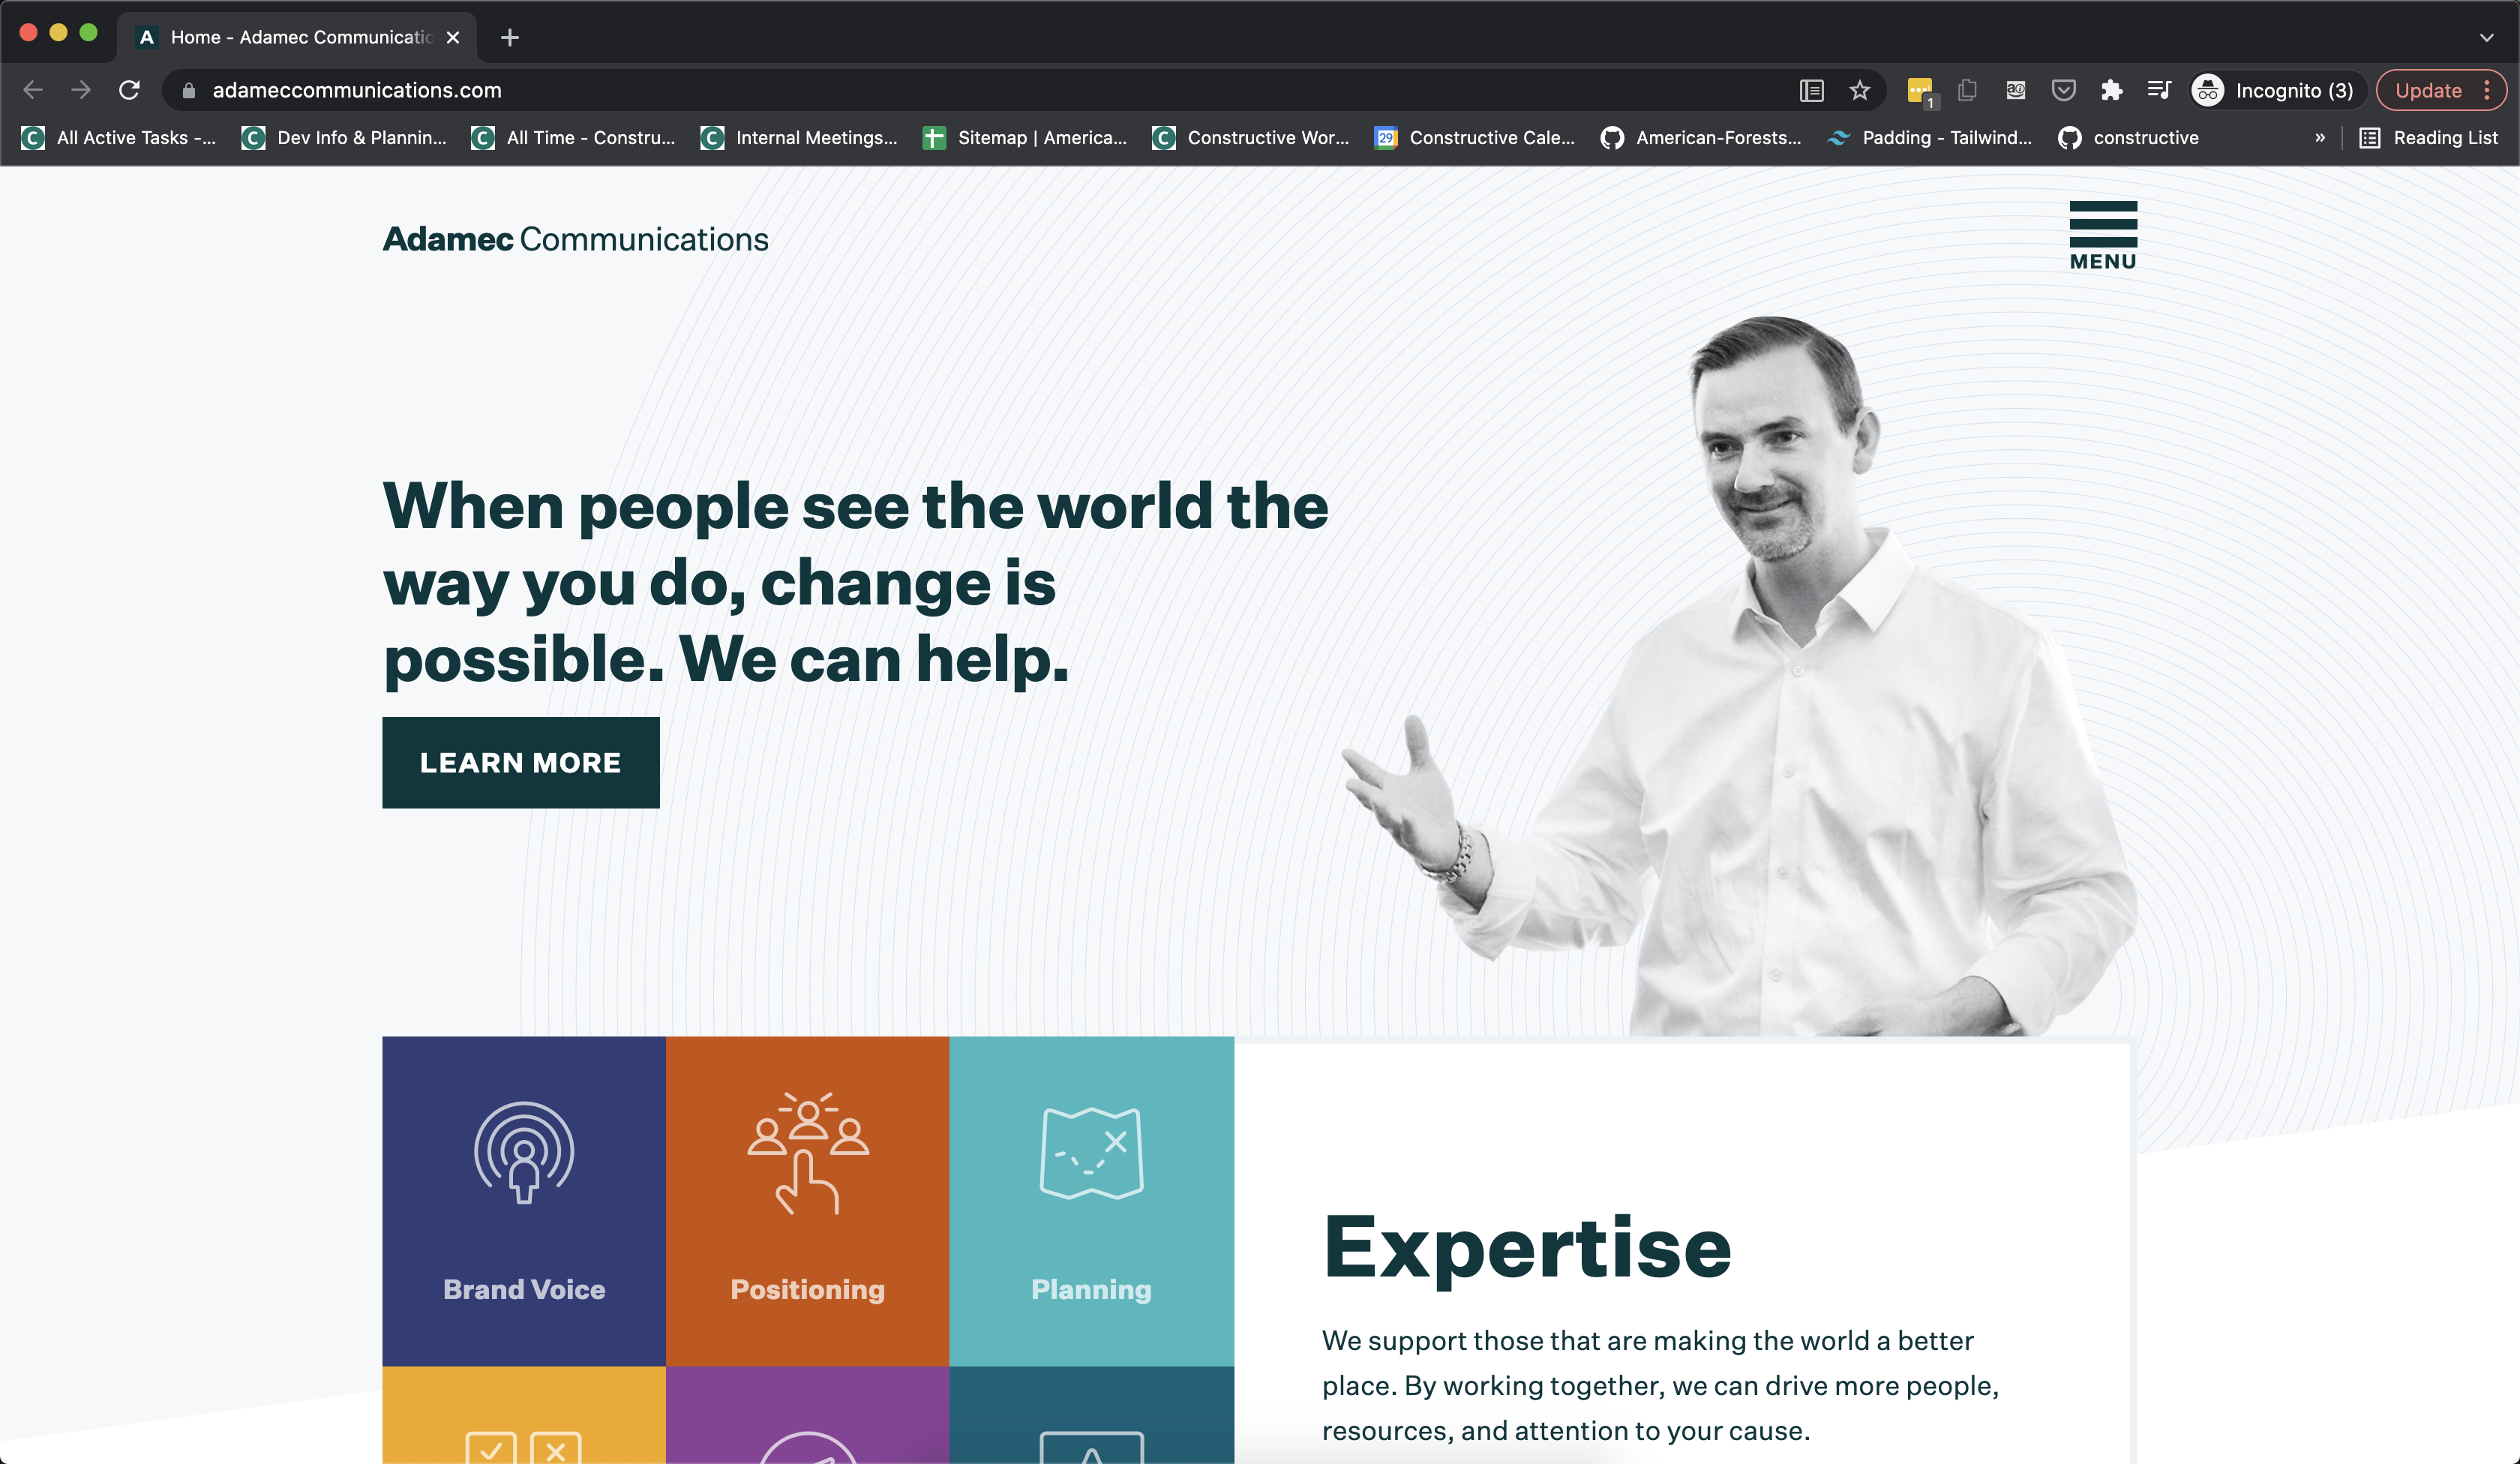 A Home - Adamec Communicatio
adameccommunications.com
1
Incognito (3)
Update
C All Active Tasks -...
C Dev Info & Plannin...
C All Time - Constru...
C Internal Meetings...
Sitemap | America...
C Constructive Wor...
29 Constructive Cale...
American-Forests...
Padding - Tailwind...
constructive
»
Reading List
Adamec Communications
MENU
When people see the world the
way you do, change is
possible. We can help.
LEARN MORE
Brand Voice
Positioning
Planning
Expertise
We support those that are making the world a better
place. By working together, we can drive more people,
resources, and attention to your cause.